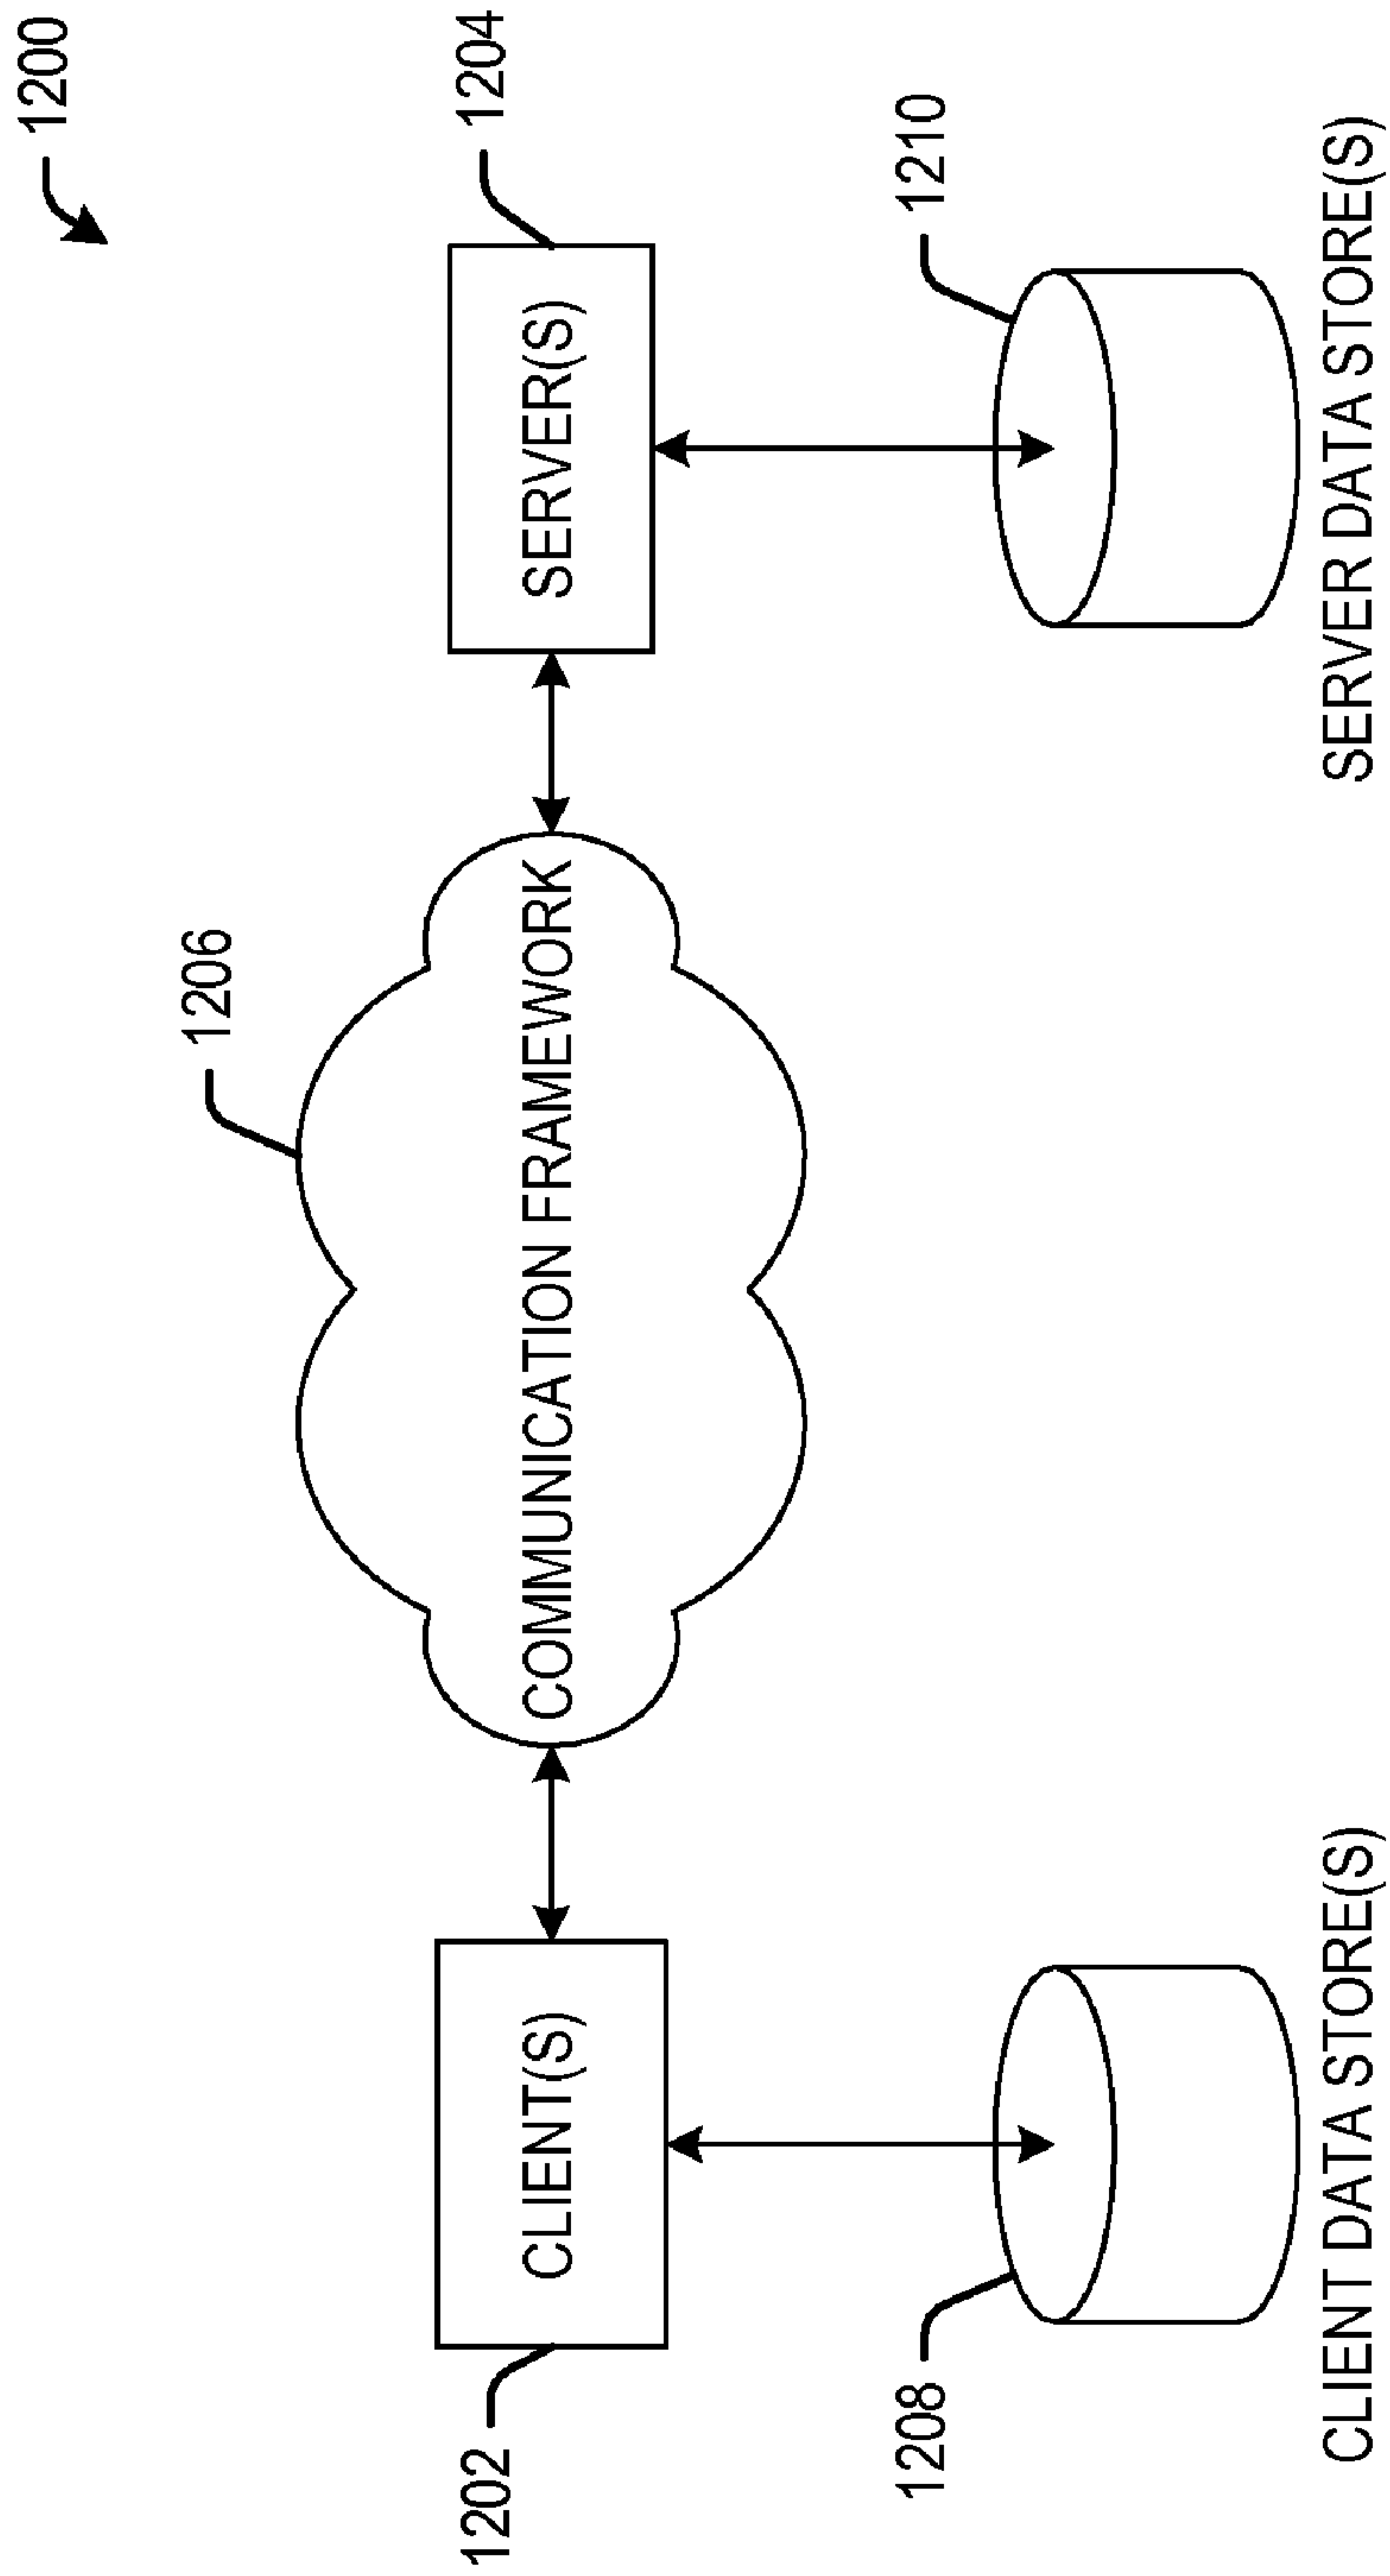 1200
1202
CLIENT(S)
1206
COMMUNICATION FRAMEWORK
1204
SERVER(S)
1208
CLIENT DATA STORE(S)
1210
SERVER DATA STORE(S)